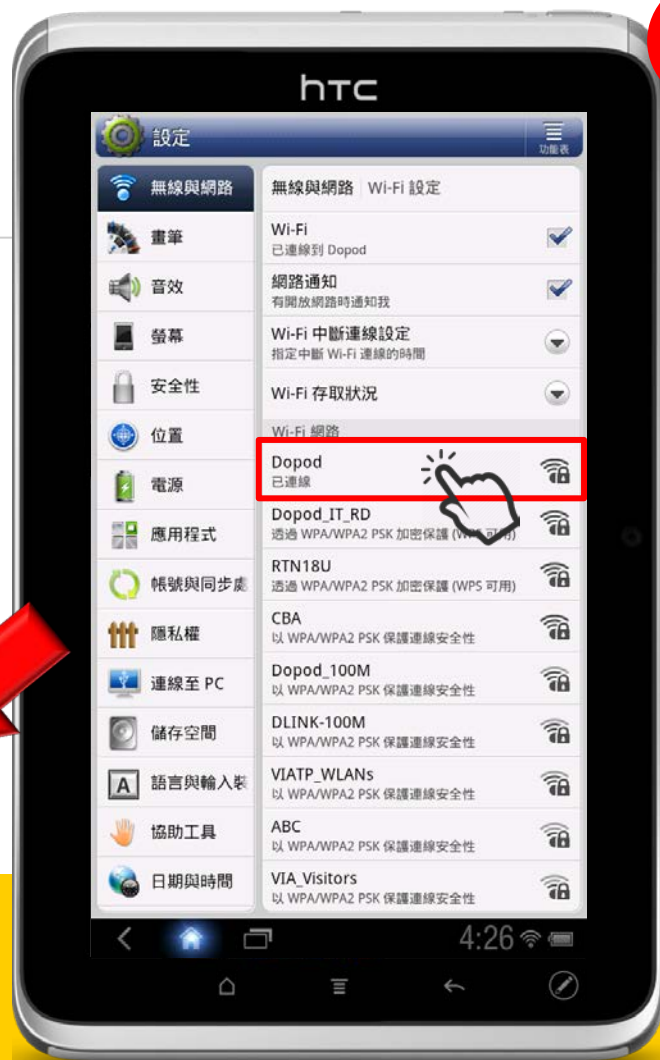 hTC
設定
功能表
無線與網路
畫筆
音效
螢幕
安全性
位置
電源
應用程式
帳號與同步處
隱私權
連線至 PC
儲存空間
語言與輸入裝
協助工具
日期與時間
無線與網路 Wi-Fi 設定
Wi-Fi
已連線到 Dopod
網路通知
有開放網路時通知我
Wi-Fi 中斷連線設定
指定中斷 Wi-Fi 連線的時間
Wi-Fi 存取狀況
Wi-Fi 網路
Dopod
已連線
Dopod_IT_RD
透過 WPA/WPA2 PSK 加密保護 (WPS 可用)
RTN18U
透過 WPA/WPA2 PSK 加密保護 (WPS 可用)
CBA
以 WPA/WPA2 PSK 保護連線安全性
Dopod_100M
以 WPA/WPA2 PSK 保護連線安全性
DLINK-100M
以 WPA/WPA2 PSK 保護連線安全性
VIATP_WLANs
以 WPA/WPA2 PSK 保護連線安全性
ABC
以 WPA/WPA2 PSK 保護連線安全性
VIA_Visitors
以 WPA/WPA2 PSK 保護連線安全性
A
4:26